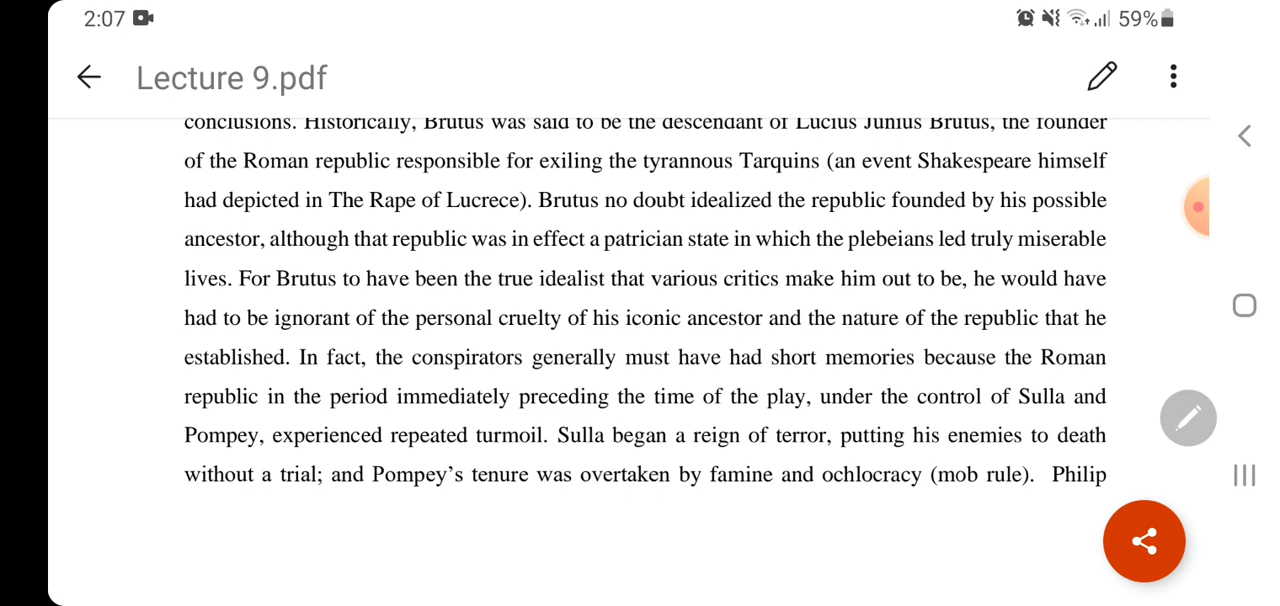 2:07
59%
Lecture 9.pdf
conclusions. Historically, Brutus was said to be the descendant of Lucius Junius Brutus, the founder
of the Roman republic responsible for exiling the tyrannous Tarquins (an event Shakespeare himself
had depicted in The Rape of Lucrece). Brutus no doubt idealized the republic founded by his possible
ancestor, although that republic was in effect a patrician state in which the plebeians led truly miserable
lives. For Brutus to have been the true idealist that various critics make him out to be, he would have
had to be ignorant of the personal cruelty of his iconic ancestor and the nature of the republic that he
established. In fact, the conspirators generally must have had short memories because the Roman
republic in the period immediately preceding the time of the play, under the control of Sulla and
Pompey, experienced repeated turmoil. Sulla began a reign of terror, putting his enemies to death
without a trial; and Pompey’s tenure was overtaken by famine and ochlocracy (mob rule). Philip